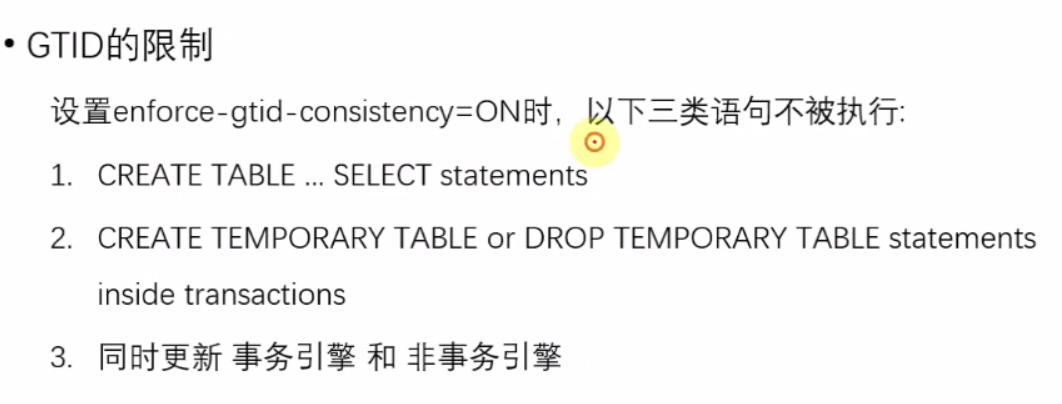 • GTID的限制
设置enforce-gtid-consistency=ON时，以下三类语句不被执行:
1. CREATE TABLE ... SELECT statements
2. CREATE TEMPORARY TABLE or DROP TEMPORARY TABLE statements
inside transactions
3. 同时更新 事务引擎 和 非事务引擎